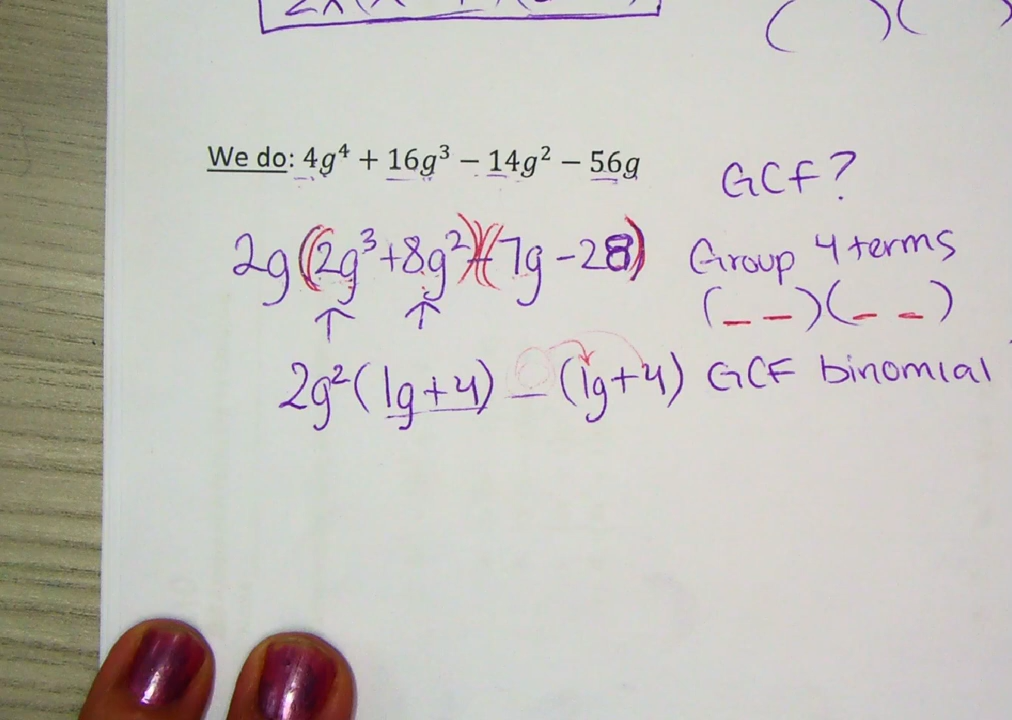 We do: 4g⁴ + 16g³ − 14g² − 56g
GCF?
2g(2g³+8g²)(-7g-28)
Group 4 terms
(_ _)(_ _)
2g²(1g+4) _ (1g+4)
GCF binomial